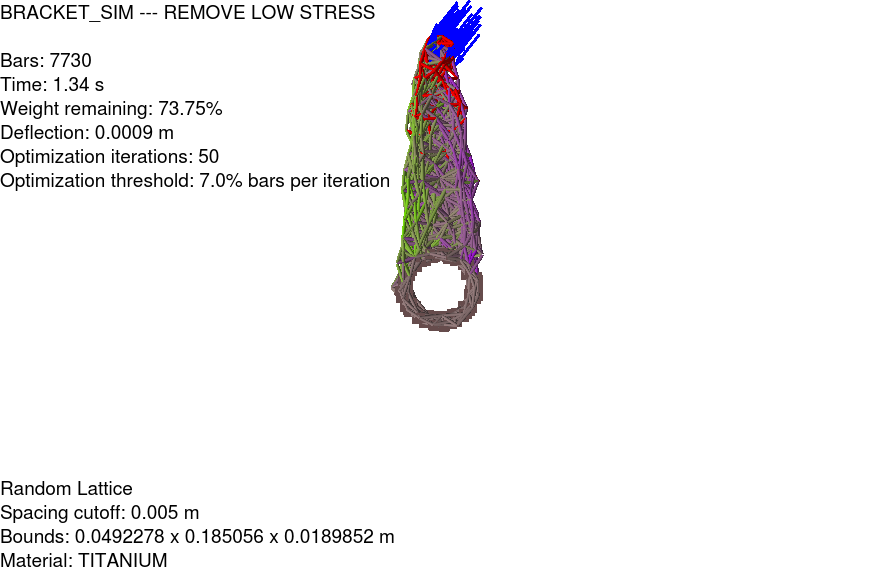 BRACKET_SIM --- REMOVE LOW STRESS
Bars: 7730
Time: 1.34 s
Weight remaining: 73.75%
Deflection: 0.0009 m
Optimization iterations: 50
Optimization threshold: 7.0% bars per iteration
Random Lattice
Spacing cutoff: 0.005 m
Bounds: 0.0492278 x 0.185056 x 0.0189852 m
Material: TITANIUM